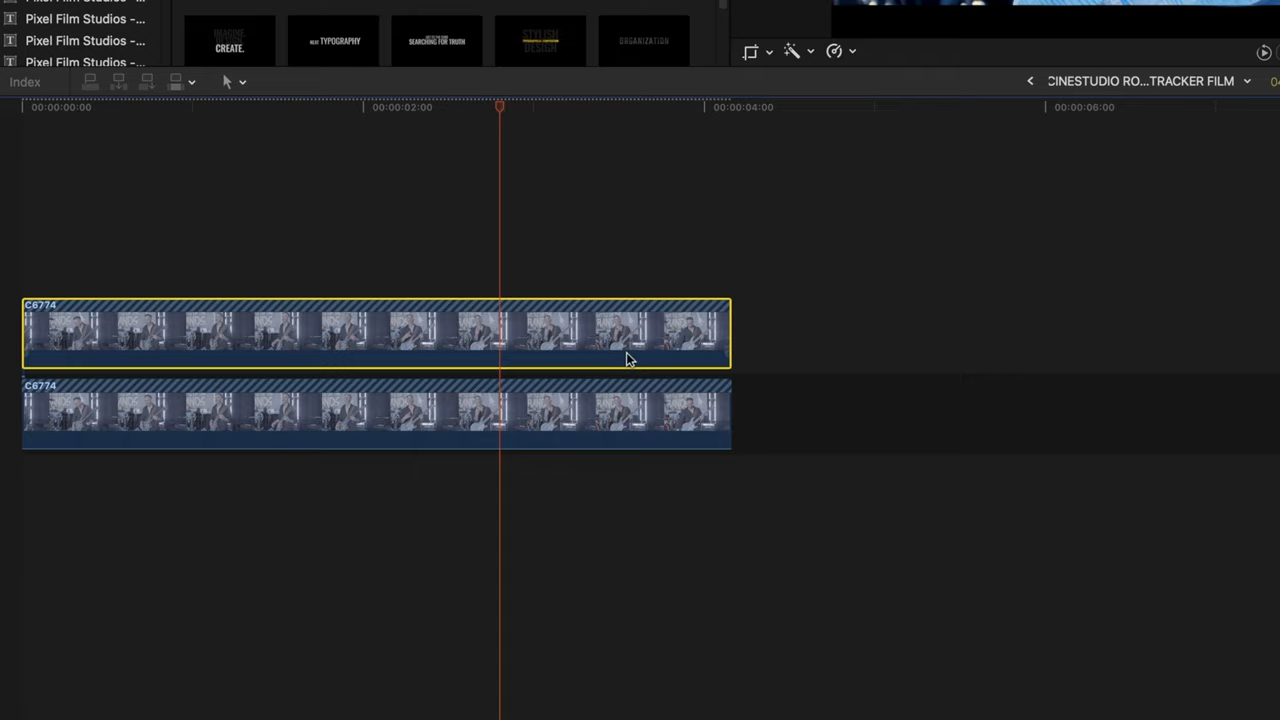 Pixel Film Studios -...
Pixel Film Studios -...
Pixel Film Studios -...
CREATE.
NEXT TYPOGRAPHY
SEARCHING FOR TRUTH
STYLISH
DESIGN
ORGANIZATION
Index
CINESTUDIO RO...TRACKER FILM
00:00:00:00
00:00:02:00
00:00:04:00
00:00:06:00
C6774
C6774